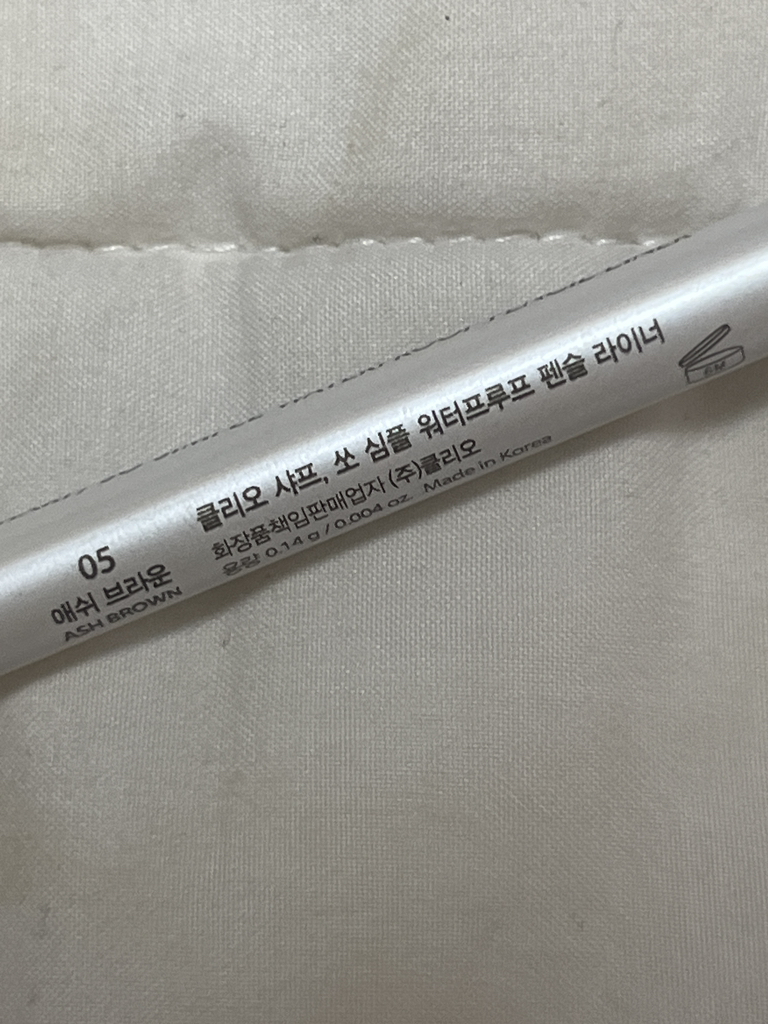 클리오 샤프, 쏘 심플 워터프루프 펜슬 라이너
화장품책임판매업자 (주)클리오
용량 0.14 g / 0.004 oz. Made in Korea
6M
05
애쉬 브라운
ASH BROWN